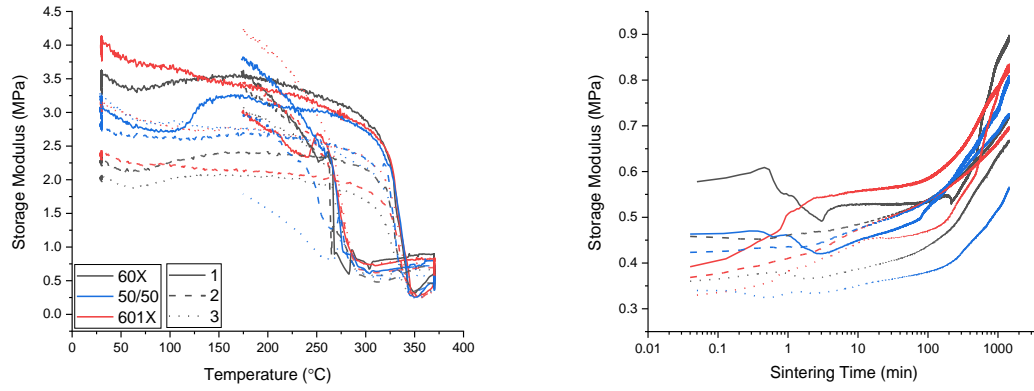 4.5
4.0
3.5
3.0
2.5
2.0
1.5
1.0
0.5
0.0
Storage Modulus (MPa)
60X
50/50
601X
1
2
3
0 50 100 150 200 250 300 350 400
Temperature (°C)
0.9
0.8
0.7
0.6
0.5
0.4
0.3
Storage Modulus (MPa)
0.01 0.1 1 10 100 1000
Sintering Time (min)